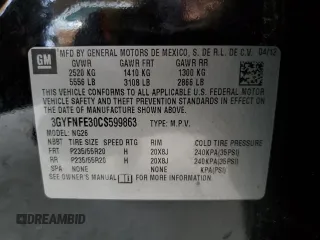 GM
MFD BY GENERAL MOTORS DE MEXICO, S. DE R.L. DE C.V. 04/12
GVWR GAWR FRT GAWR RR
2520 KG 1410 KG 1300 KG
5556 LB 3108 LB 2866 LB
THIS VEHICLE CONFORMS TO ALL APPLICABLE U.S. FEDERAL
MOTOR VEHICLE SAFETY STANDARDS IN EFFECT ON THE DATE
OF MANUFACTURE SHOWN ABOVE.
3GYFNFE30CS599863 TYPE: M.P.V.
MODEL: NG26
TIRE SIZE SPEED RTG RIM COLD TIRE PRESSURE
FRT P235/55R20 H 20X8J 240KPA(35PSI)
RR P235/55R20 H 20X8J 240KPA(35PSI)
SPA NONE NONE KPA(PSI)
SEE OWNER'S MANUAL FOR ADDITIONAL INFORMATION.
DREAMBID